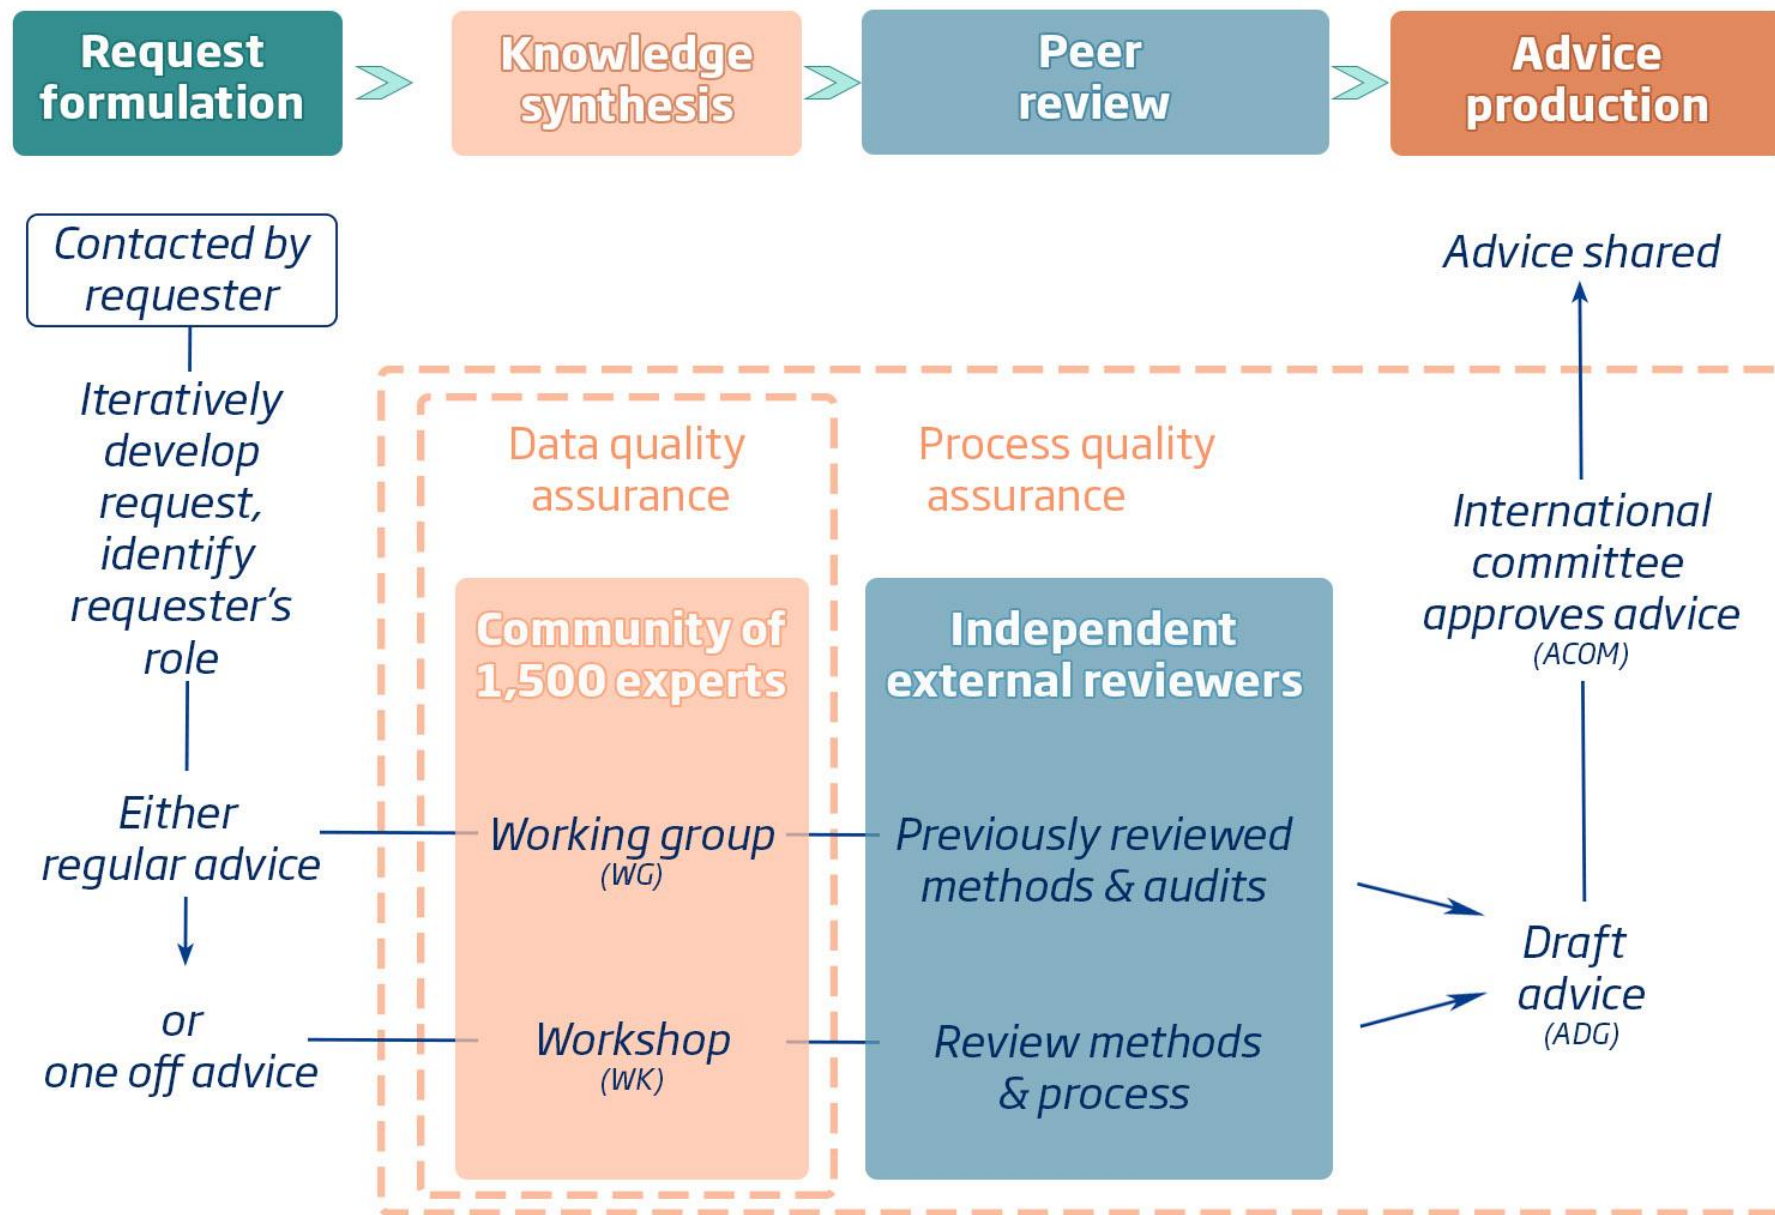 Request
formulation
Knowledge
synthesis
Peer
review
Advice
production
Contacted by
requester
Iteratively
develop
request,
identify
requester's
role
Either
regular advice
or
one off advice
Data quality
assurance
Community of
1,500 experts
Working group
(WG)
Workshop
(WK)
Process quality
assurance
Independent
external reviewers
Previously reviewed
methods & audits
Review methods
& process
Advice shared
International
committee
approves advice
(ACOM)
Draft
advice
(ADG)